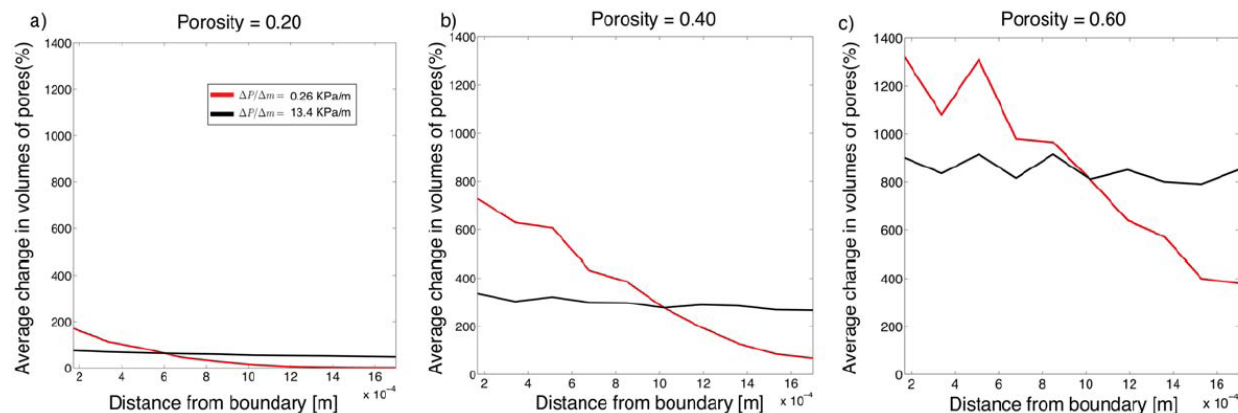 a) Porosity = 0.20
1400
1200
1000
800
600
400
200
0
2 4 6 8 10 12 14 16
x 10⁻⁴
Distance from boundary [m]
Average change in volumes of pores(%)
ΔP/Δm= 0.26 KPa/m
ΔP/Δm= 13.4 KPa/m
b) Porosity = 0.40
1400
1200
1000
800
600
400
200
0
2 4 6 8 10 12 14 16
x 10⁻⁴
Distance from boundary [m]
Average change in volumes of pores(%)
c) Porosity = 0.60
1400
1200
1000
800
600
400
200
0
2 4 6 8 10 12 14 16
x 10⁻⁴
Distance from boundary [m]
Average change in volumes of pores(%)